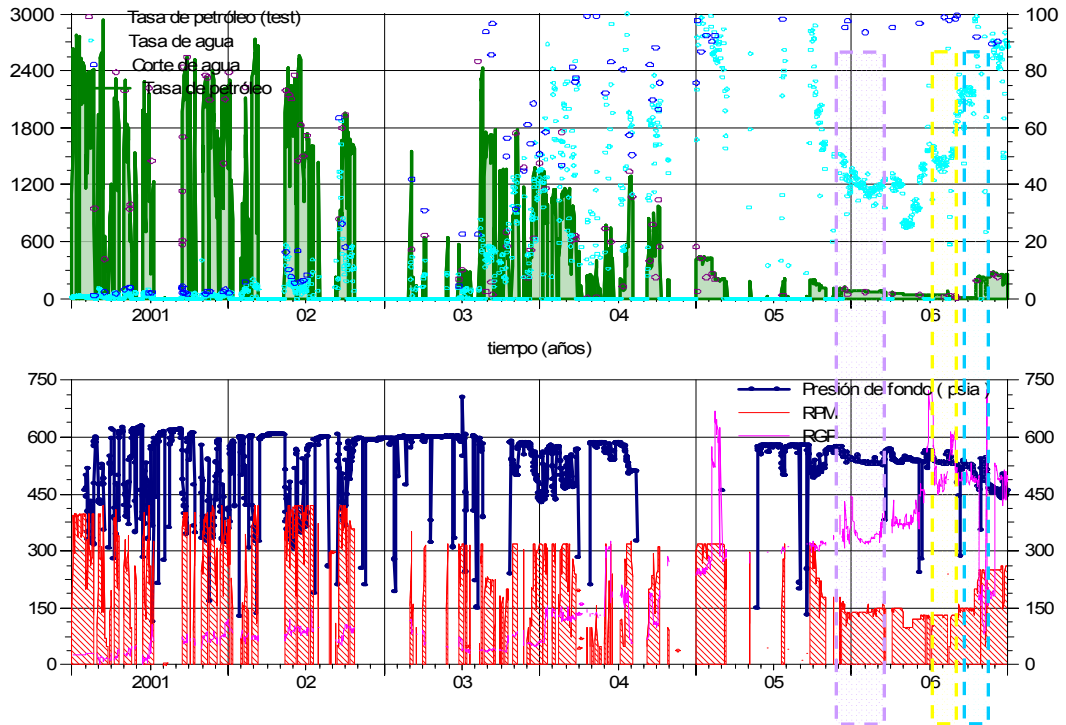 Tasa de petróleo (test)
Tasa de agua
Corte de agua
Tasa de petróleo
3000
2400
1800
1200
600
0
100
80
60
40
20
0
2001 02 03 04 05 06
tiempo (años)
750
600
450
300
150
0
Presión de fondo ( psia )
RPM
RGP
750
600
450
300
150
0
2001 02 03 04 05 06